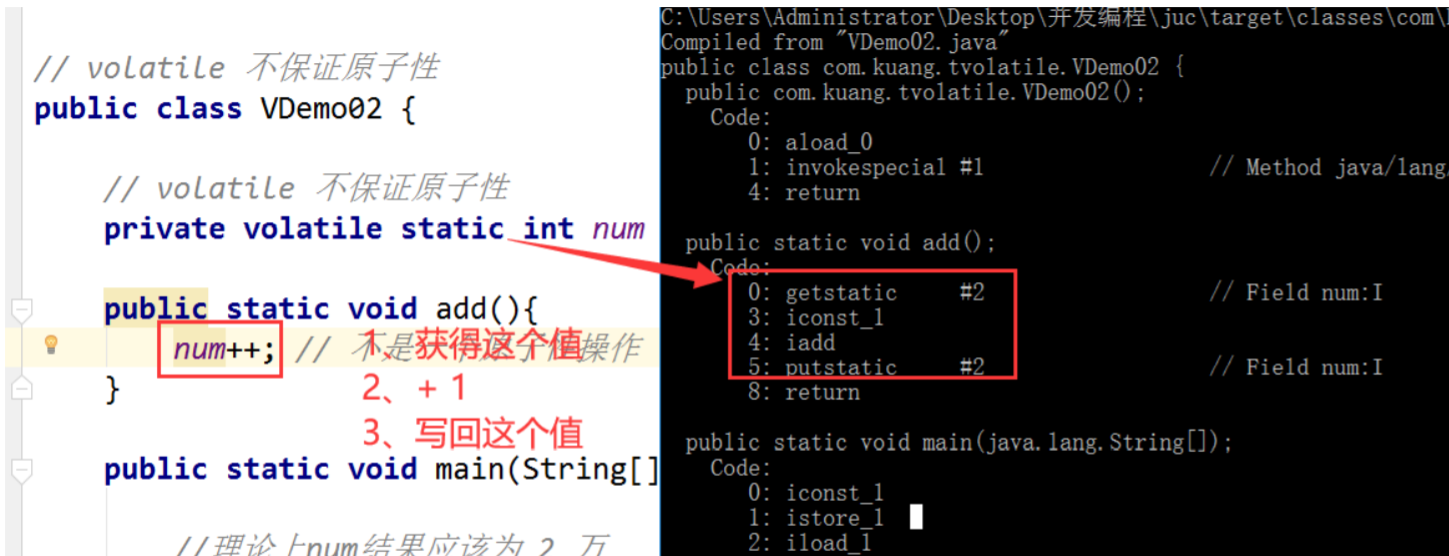 // volatile 不保证原子性
public class VDemo02 {
// volatile 不保证原子性
private volatile static int num
public static void add(){
num++; // 不是一个原子性操作
1、获得这个值
2、+ 1
3、写回这个值
}
public static void main(String[]
//理论上num结果应该为 2 万
C:\Users\Administrator\Desktop\并发编程\juc\target\classes\com\
Compiled from "VDemo02.java"
public class com.kuang.tvolatile.VDemo02 {
public com.kuang.tvolatile.VDemo02();
Code:
0: aload_0
1: invokespecial #1 // Method java/lang/
4: return
public static void add();
Code:
0: getstatic #2 // Field num:I
3: iconst_1
4: iadd
5: putstatic #2 // Field num:I
8: return
public static void main(java.lang.String[]);
Code:
0: iconst_1
1: istore_1
2: iload_1